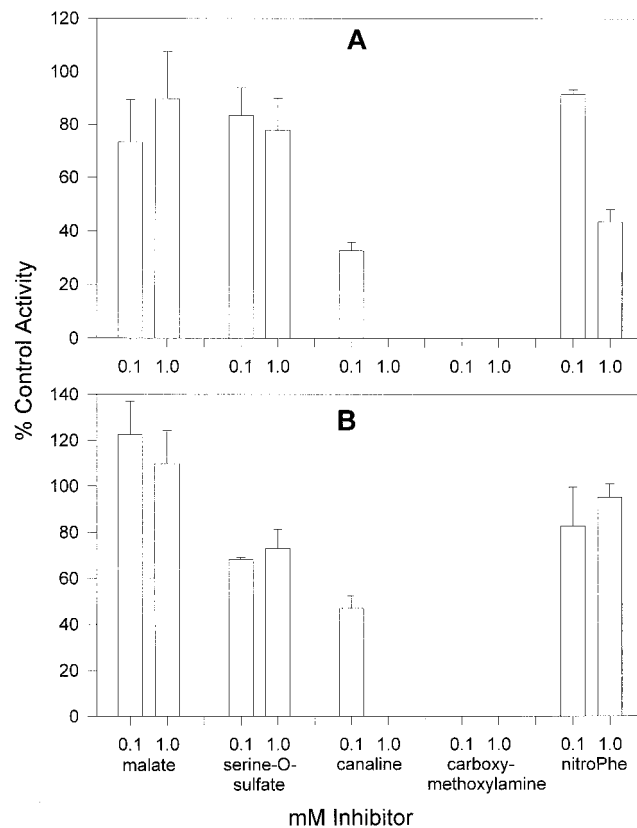 A
120
100
80
60
40
20
0
0.1 1.0 0.1 1.0 0.1 1.0 0.1 1.0 0.1 1.0
% Control Activity
B
140
120
100
80
60
40
20
0
0.1 1.0 0.1 1.0 0.1 1.0 0.1 1.0 0.1 1.0
malate serine-O- canaline carboxy- nitroPhe
sulfate methoxylamine
mM Inhibitor